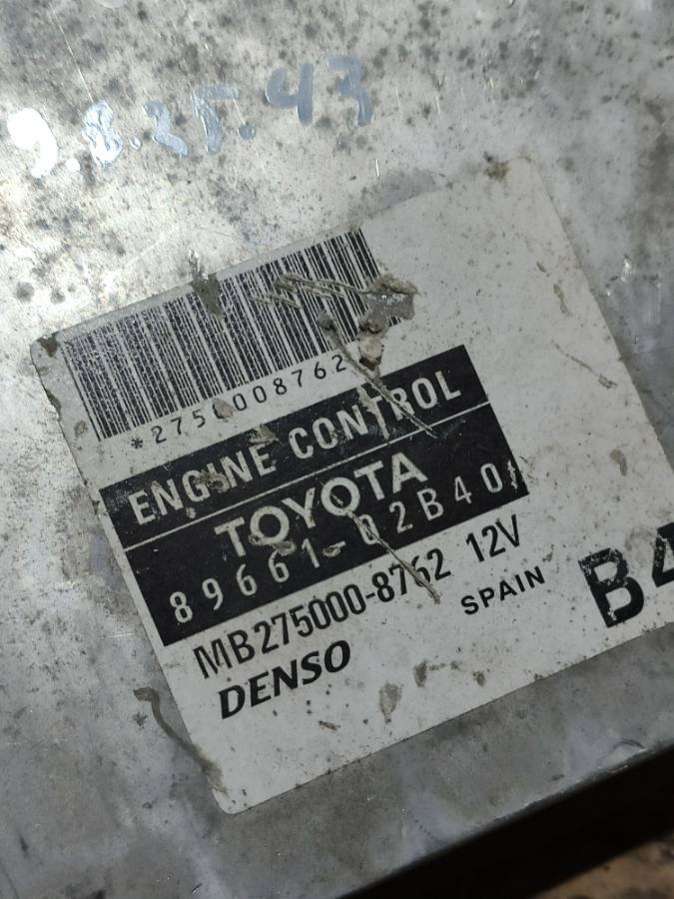 9.8.25.43
*2750008762
ENGINE CONTROL
TOYOTA
89661-02B40
MB275000-8762 12V
DENSO
SPAIN
B4